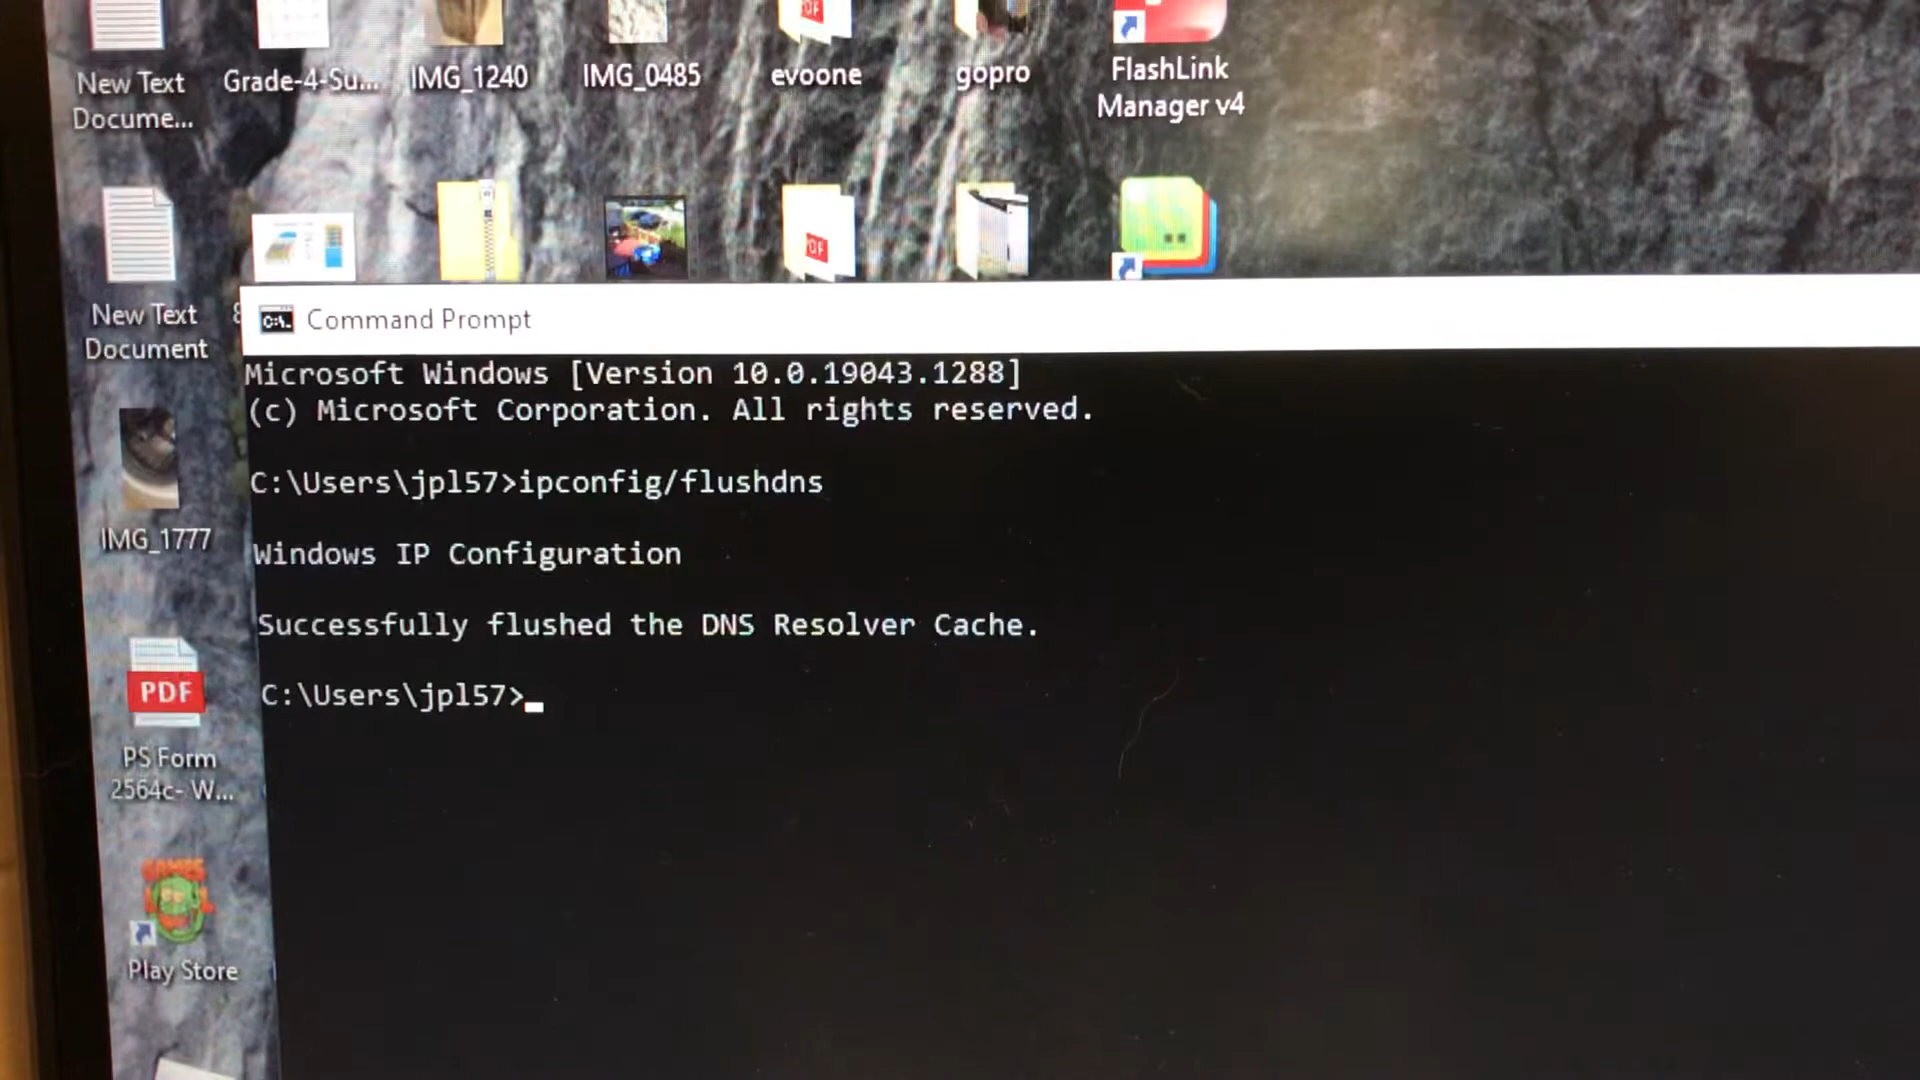 New Text
Docume...
Grade-4-Su...
IMG_1240
IMG_0485
evoone
gopro
FlashLink
Manager v4
PDF
New Text
Document
Command Prompt
Microsoft Windows [Version 10.0.19043.1288]
(c) Microsoft Corporation. All rights reserved.
C:\Users\jpl57>ipconfig/flushdns
IMG_1777
Windows IP Configuration
Successfully flushed the DNS Resolver Cache.
C:\Users\jpl57>
PDF
PS Form
2564c- W...
Play Store